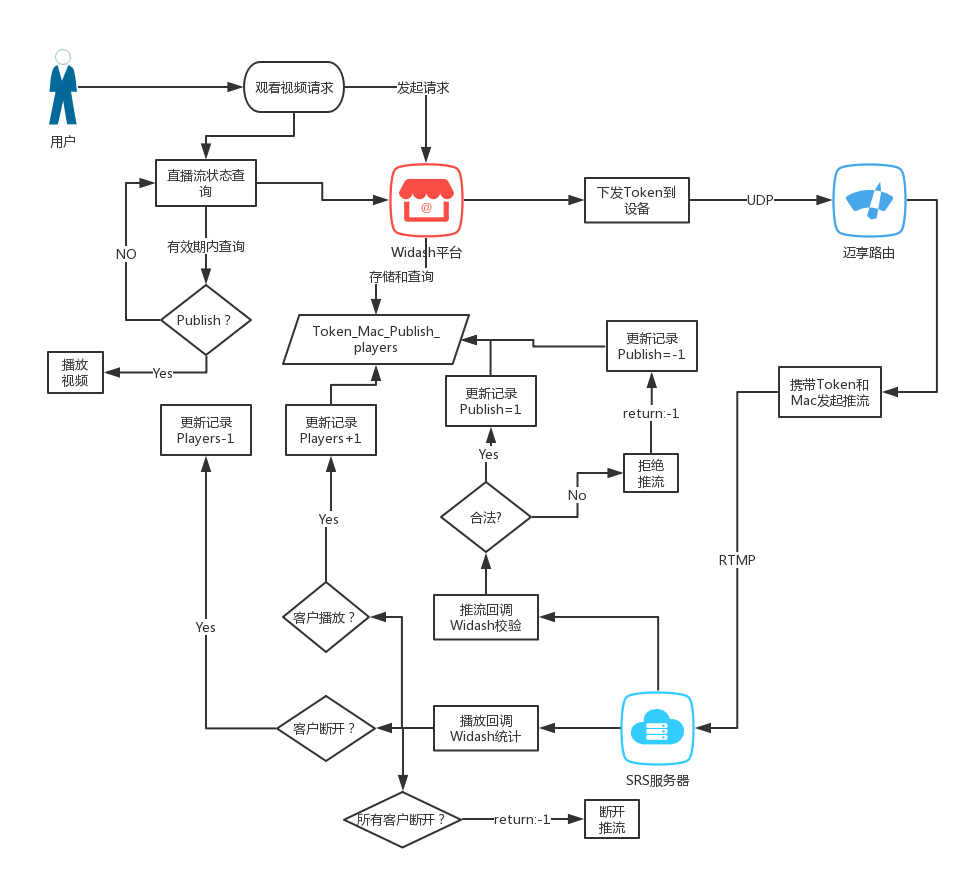 用户
观看视频请求
发起请求
直播流状态查
询
@
Widash平台
下发Token到
设备
UDP
迈享路由
NO
有效期内查询
存储和查询
Publish？
Token_Mac_Publish_
players
更新记录
Publish=-1
播放
视频
Yes
更新记录
Players-1
更新记录
Players+1
更新记录
Publish=1
return:-1
携带Token和
Mac发起推流
Yes
拒绝
推流
No
Yes
合法?
RTMP
客户播放？
推流回调
Widash校验
Yes
客户断开？
播放回调
Widash统计
SRS服务器
所有客户断开？
return:-1
断开
推流